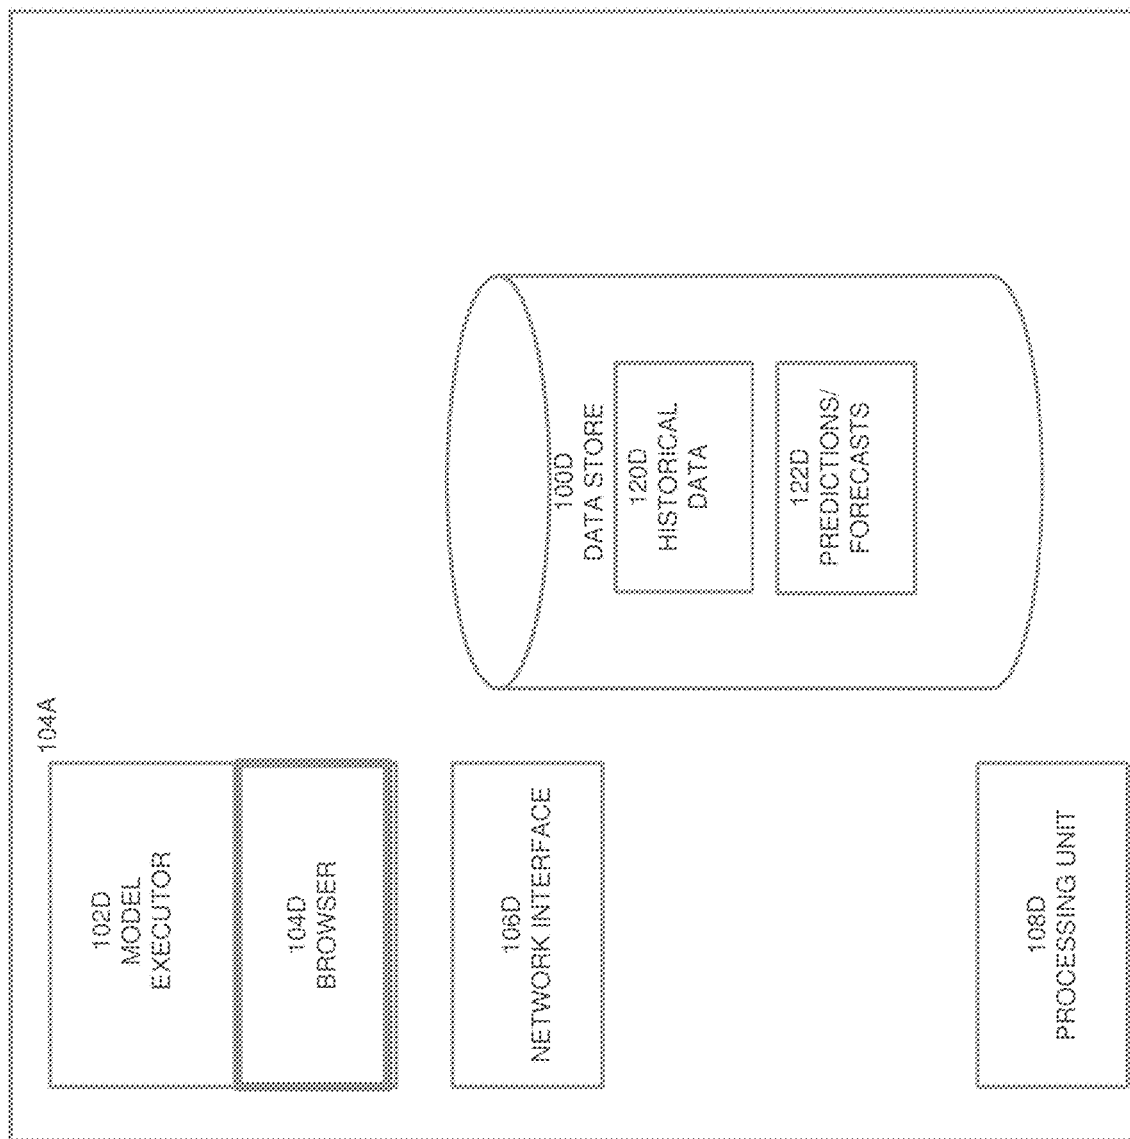 104A
102D
MODEL
EXECUTOR
104D
BROWSER
106D
NETWORK INTERFACE
108D
PROCESSING UNIT
100D
DATA STORE
120D
HISTORICAL
DATA
122D
PREDICTIONS/
FORECASTS